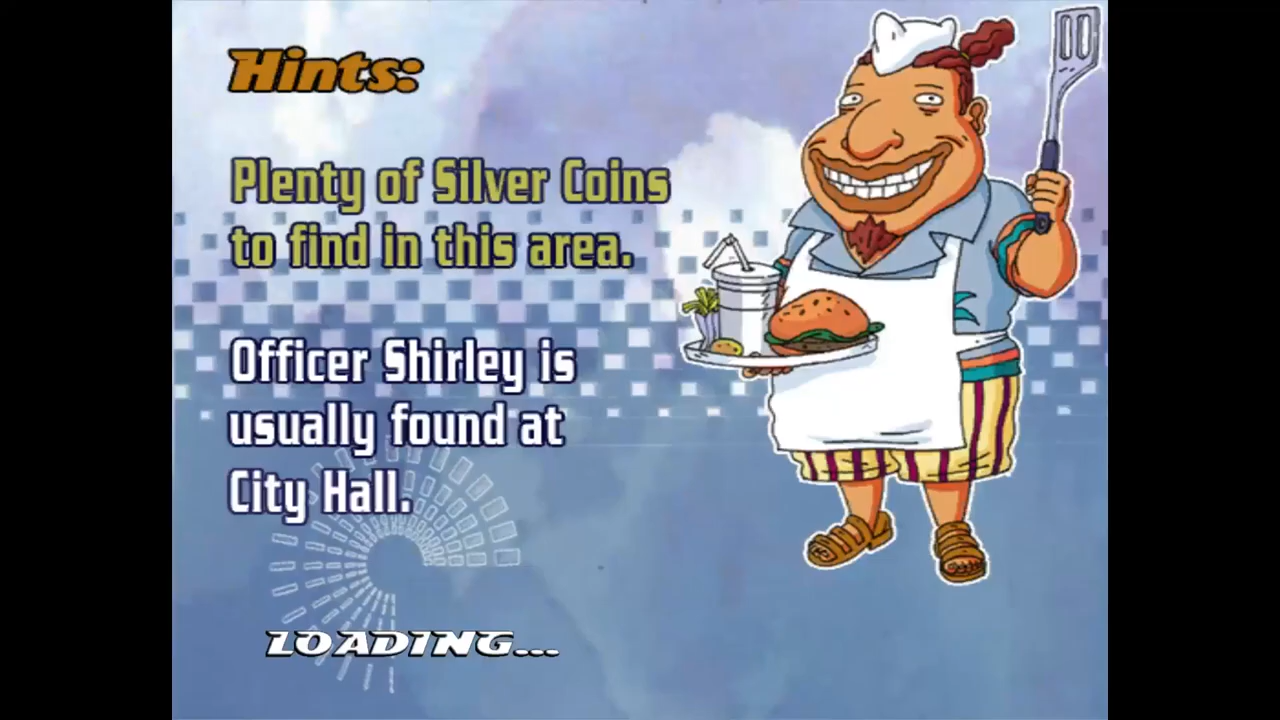 Hints:
Plenty of Silver Coins
to find in this area.
Officer Shirley is
usually found at
City Hall.
LOADING...